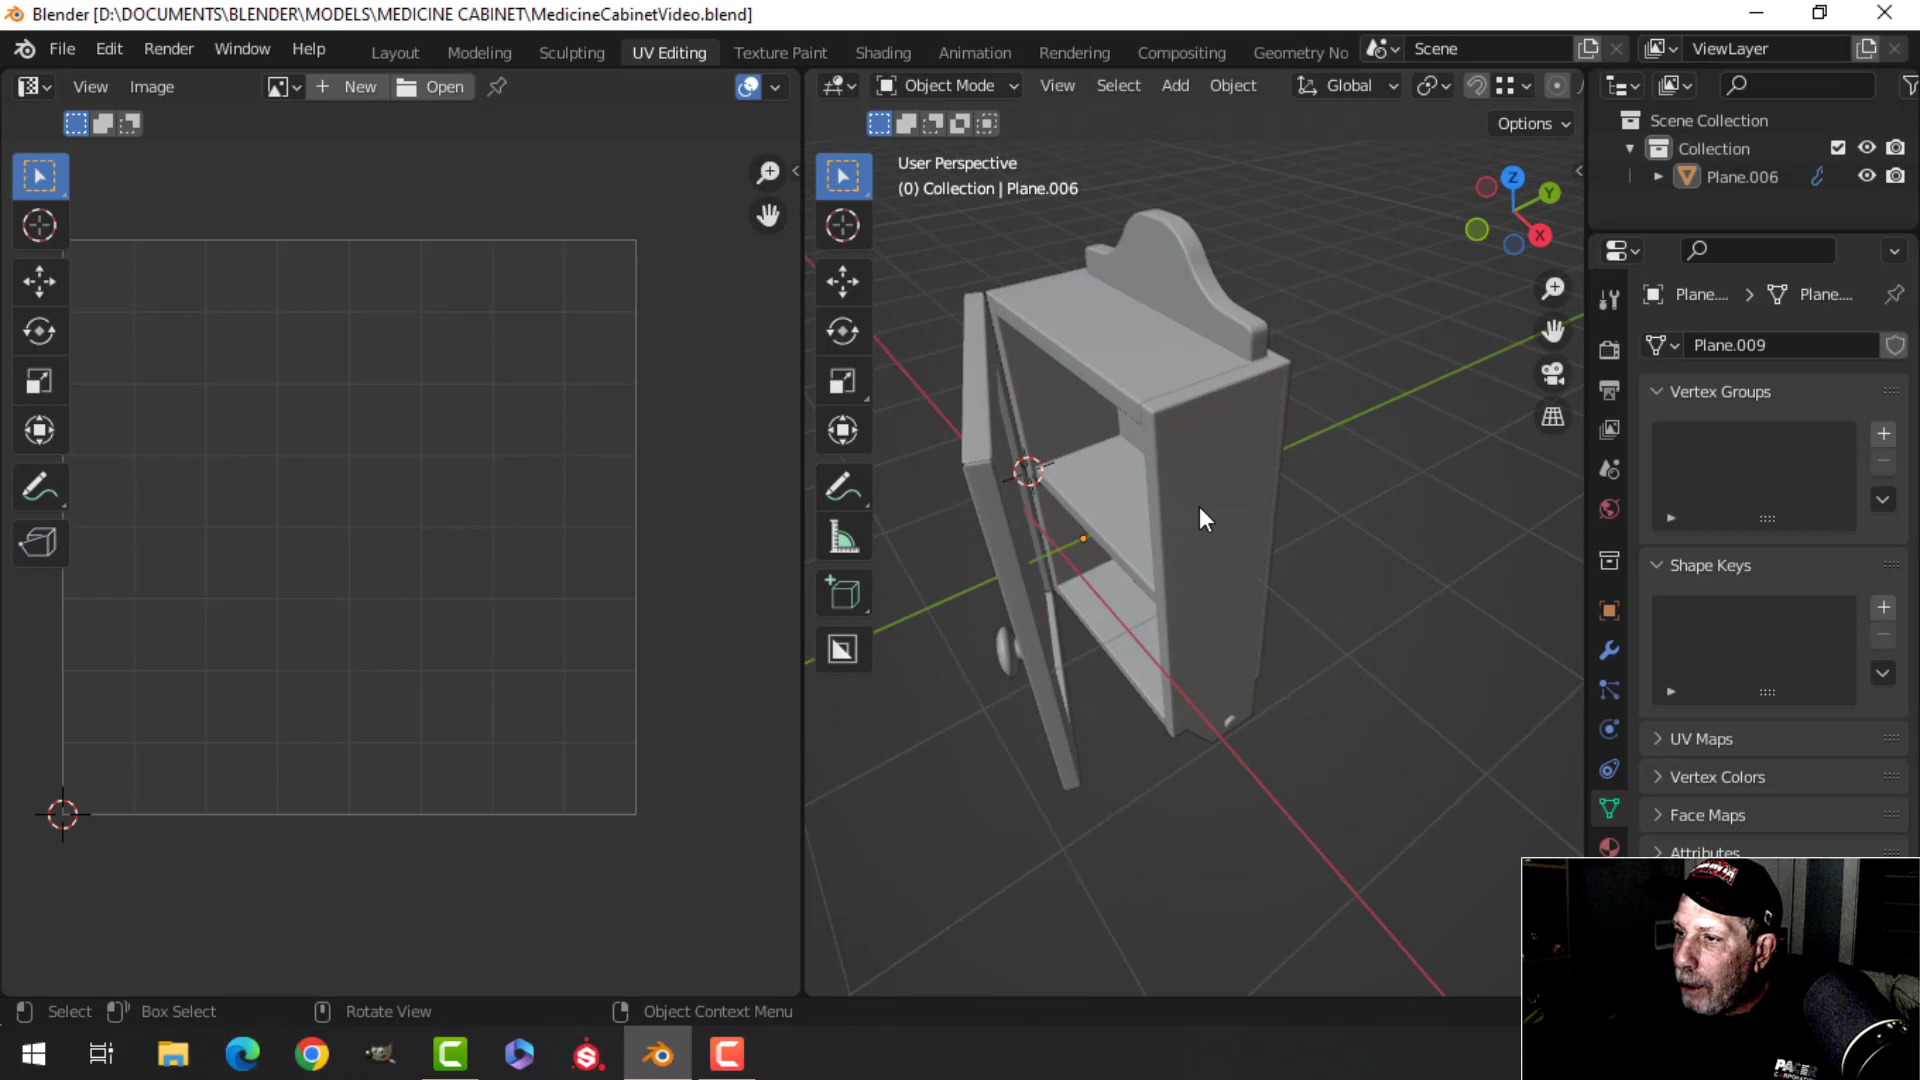 Blender [D:\DOCUMENTS\BLENDER\MODELS\MEDICINE CABINET\MedicineCabinetVideo.blend]
File Edit Render Window Help
Layout Modeling Sculpting UV Editing Texture Paint Shading Animation Rendering Compositing Geometry No
Scene
ViewLayer
View Image
New
Open
Object Mode
View Select Add Object
Global
Options
User Perspective
(0) Collection | Plane.006
Z
Y
X
Scene Collection
Collection
Plane.006
Plane....
Plane....
Plane.009
Vertex Groups
Shape Keys
UV Maps
Vertex Colors
Face Maps
Attributes
Select Box Select Rotate View Object Context Menu
PACER